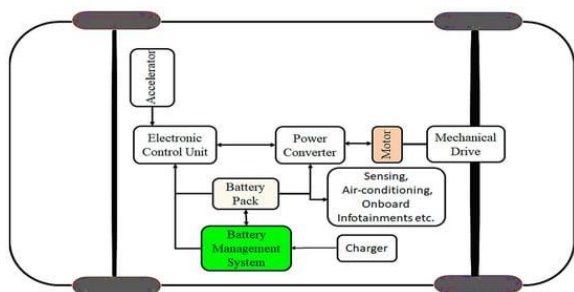 Accelerator
Electronic
Control Unit
Power
Converter
Motor
Mechanical
Drive
Battery
Pack
Sensing,
Air-conditioning,
Onboard
Infotainments etc.
Battery
Management
System
Charger